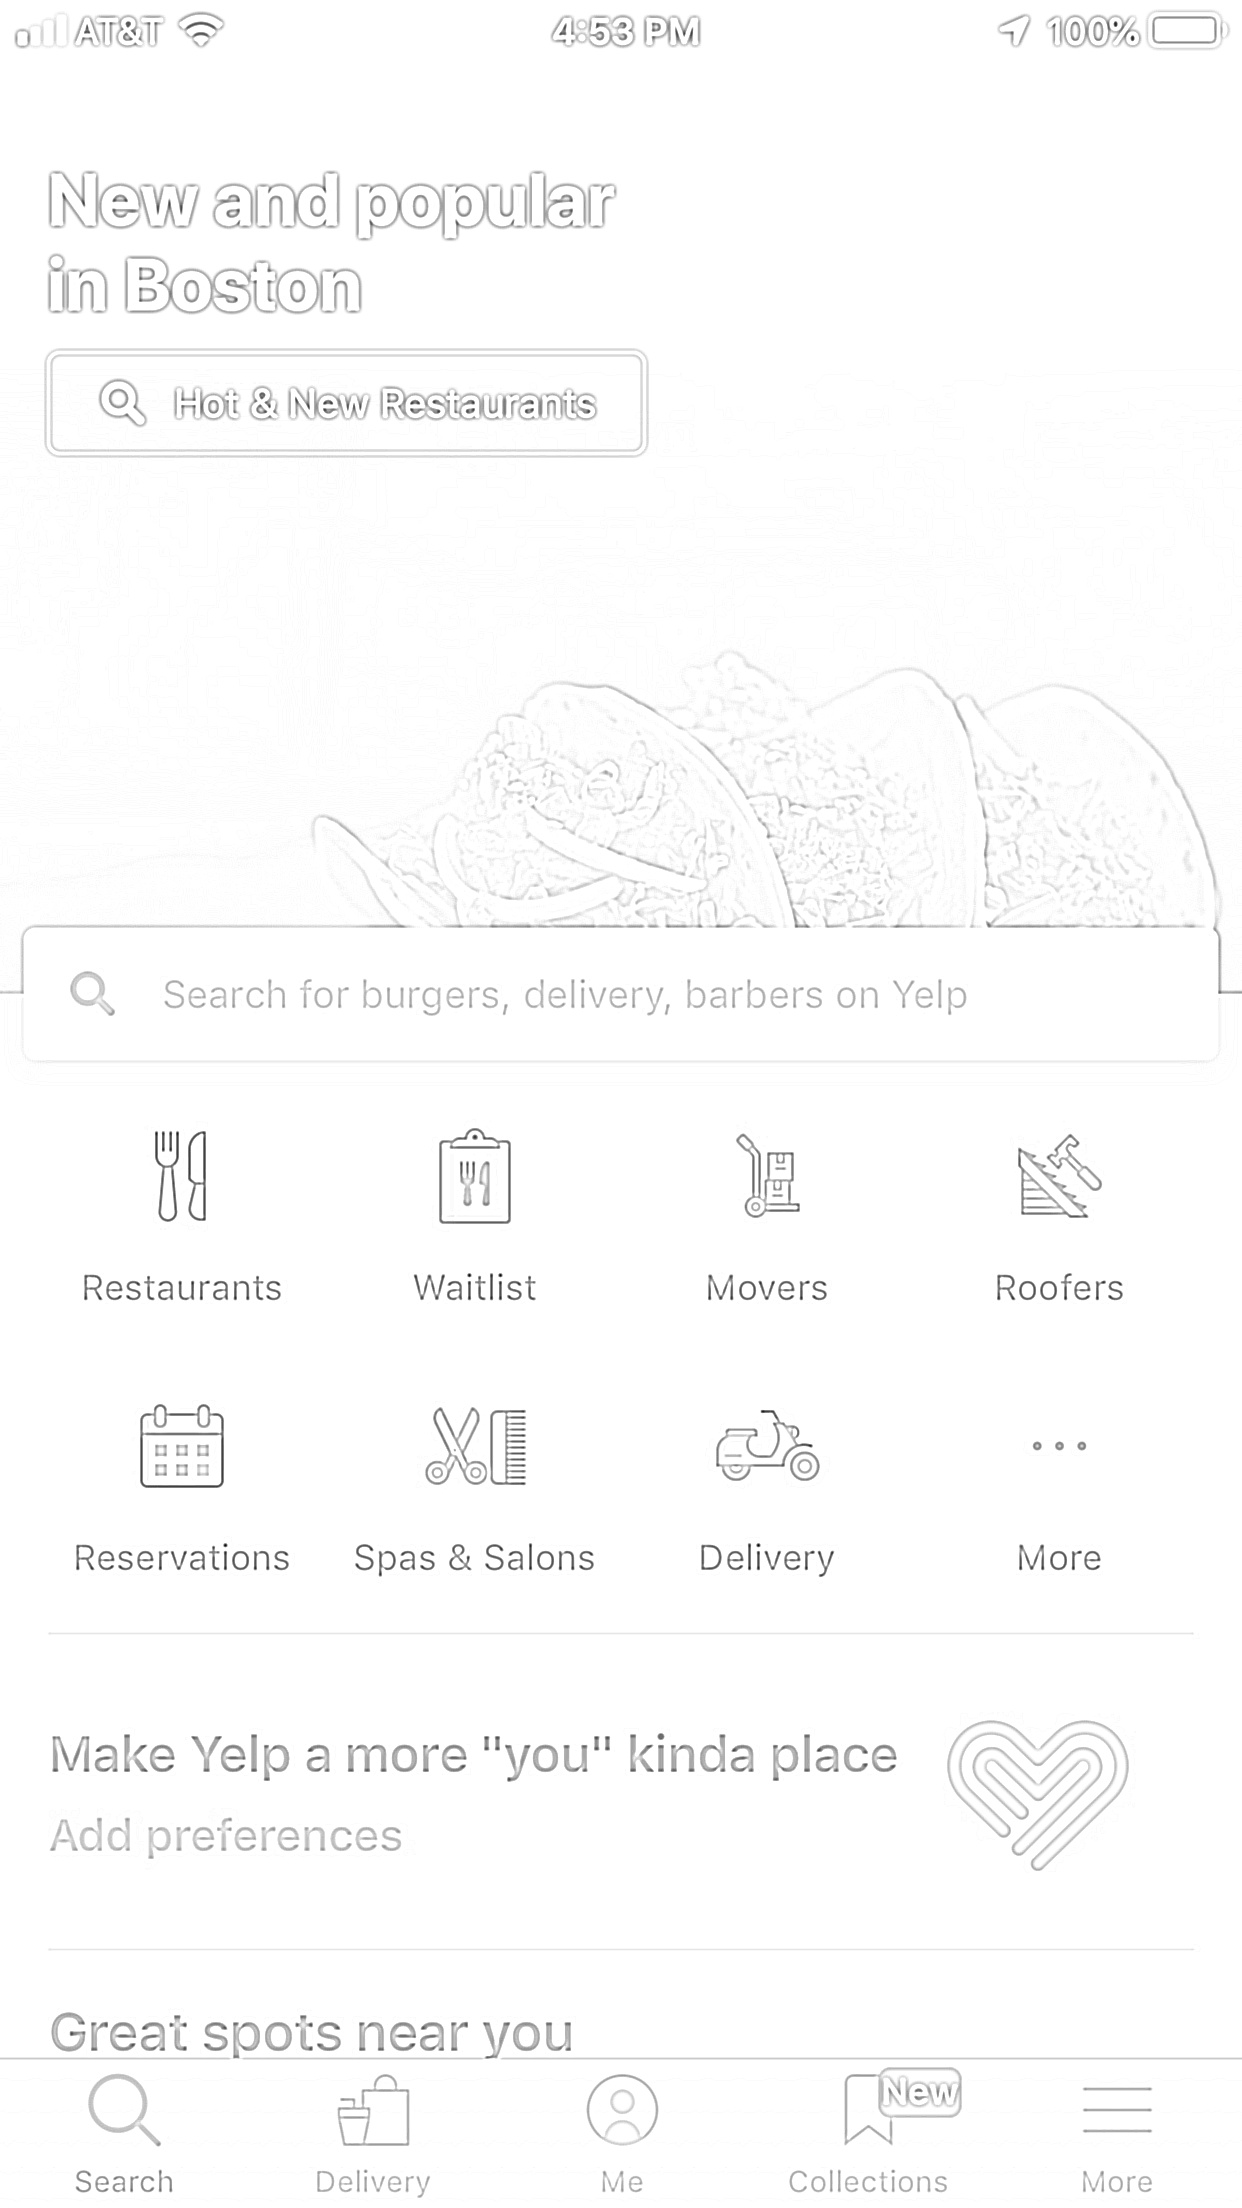 AT&T 4:53 PM 100%
New and popular
in Boston
Hot & New Restaurants
Search for burgers, delivery, barbers on Yelp
Restaurants Waitlist Movers Roofers
Reservations Spas & Salons Delivery More
Make Yelp a more "you" kinda place
Add preferences
Great spots near you
New
Search Delivery Me Collections More